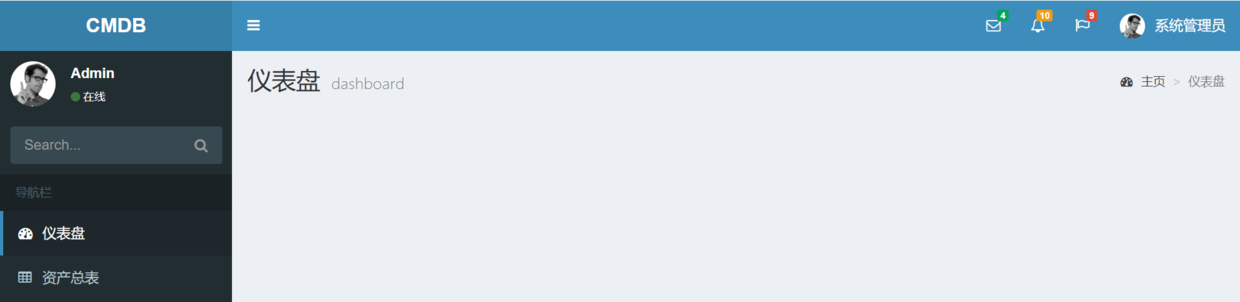 CMDB
4
10
9
系统管理员
Admin
在线
Search...
导航栏
仪表盘
资产总表
仪表盘 dashboard
主页 > 仪表盘